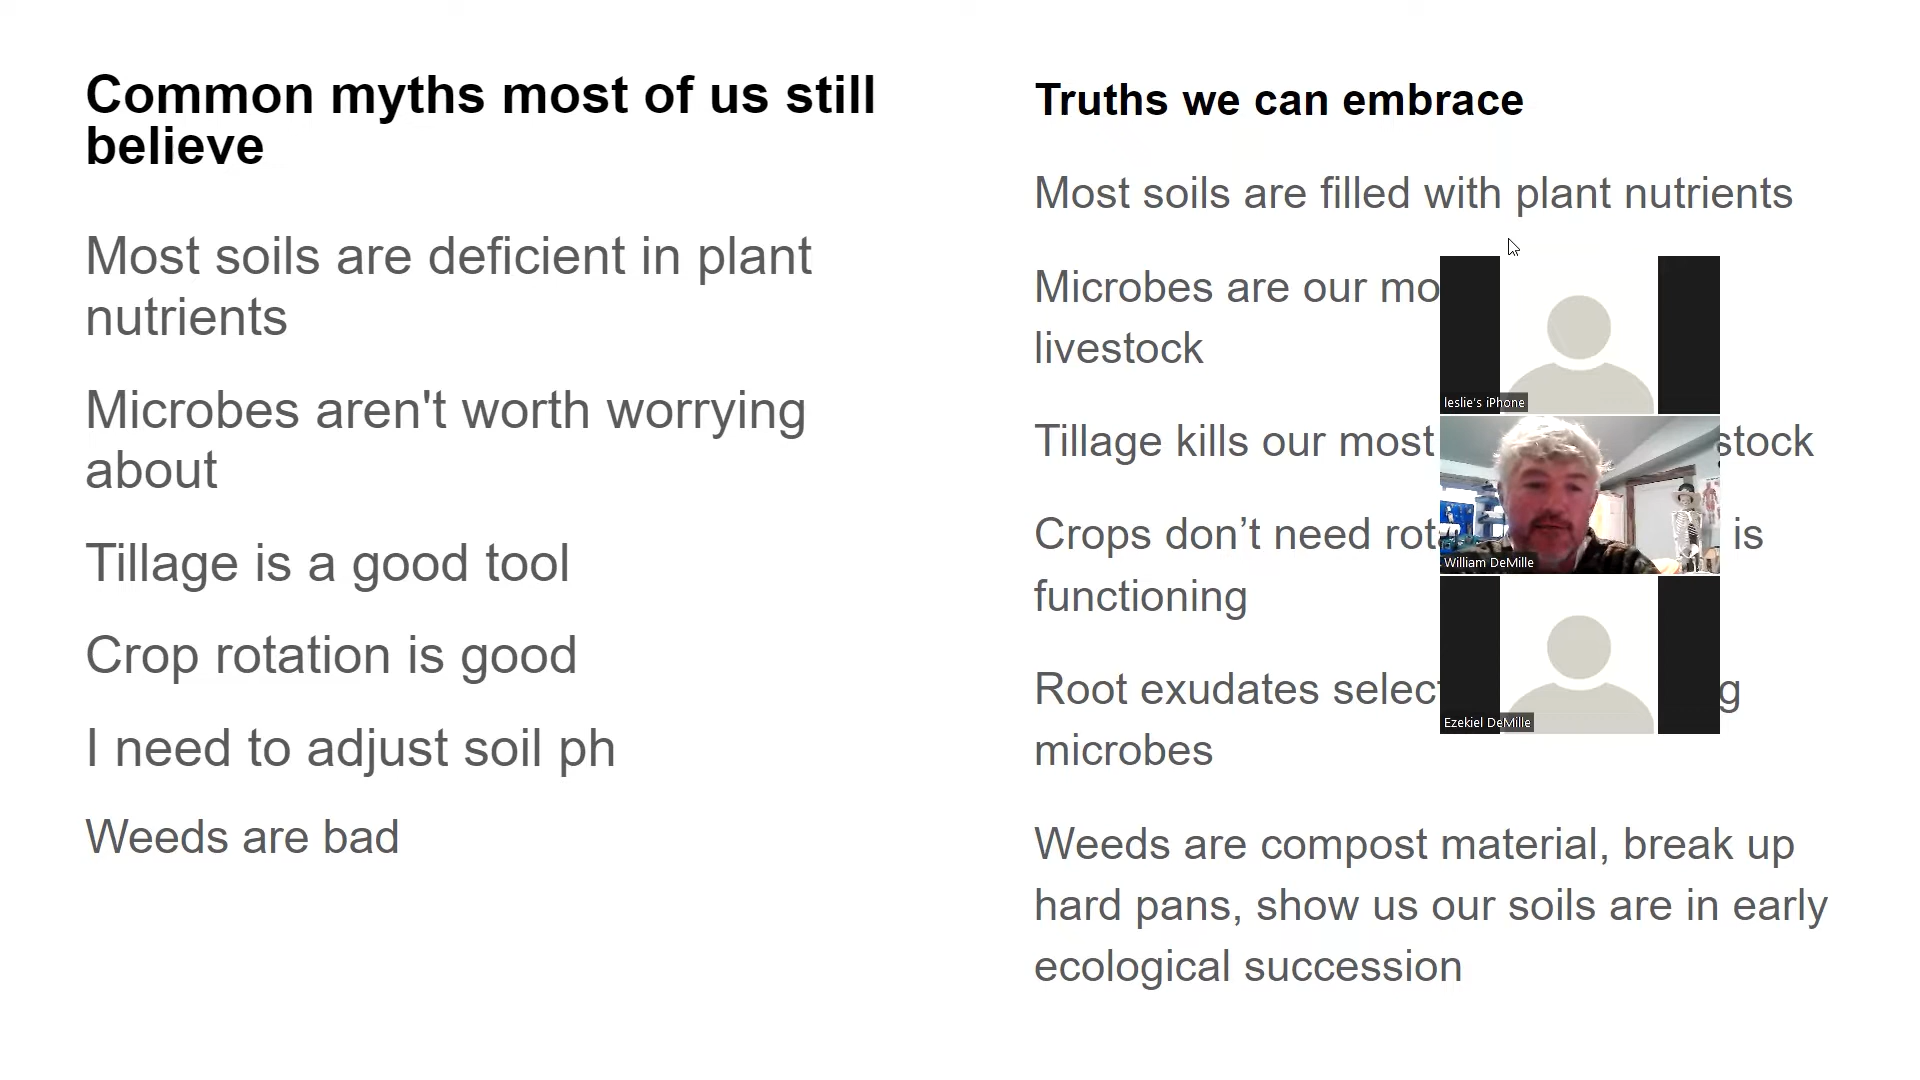 Common myths most of us still
believe
Most soils are deficient in plant
nutrients
Microbes aren't worth worrying
about
Tillage is a good tool
Crop rotation is good
I need to adjust soil ph
Weeds are bad
Truths we can embrace
Most soils are filled with plant nutrients
Microbes are our
livestock
Tillage kills our most
Crops don’t need is
functioning
Root exudates
microbes
Weeds are compost material, break up
hard pans, show us our soils are in early
ecological succession
leslie's iPhone
William DeMille
Ezekiel DeMille